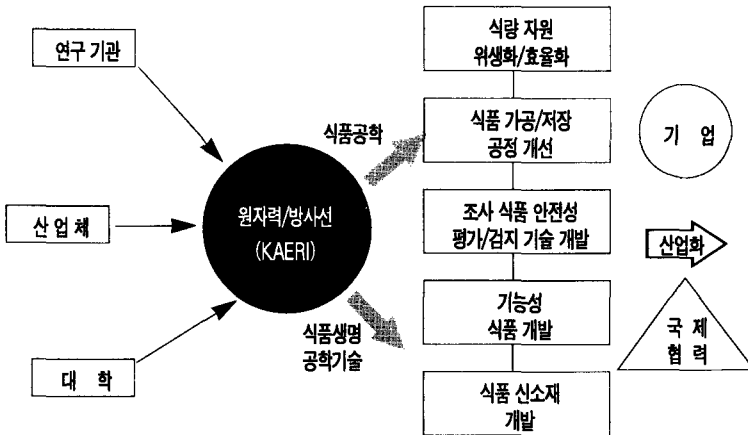 연구 기관
산업체
대 학
원자력/방사선
(KAERI)
식품공학
식품생명
공학기술
식량 자원
위생화/효율화
식품 가공/저장
공정 개선
조사 식품 안전성
평가/검지 기술 개발
기능성
식품 개발
식품 신소재
개발
기 업
산업화
국 제
협 력